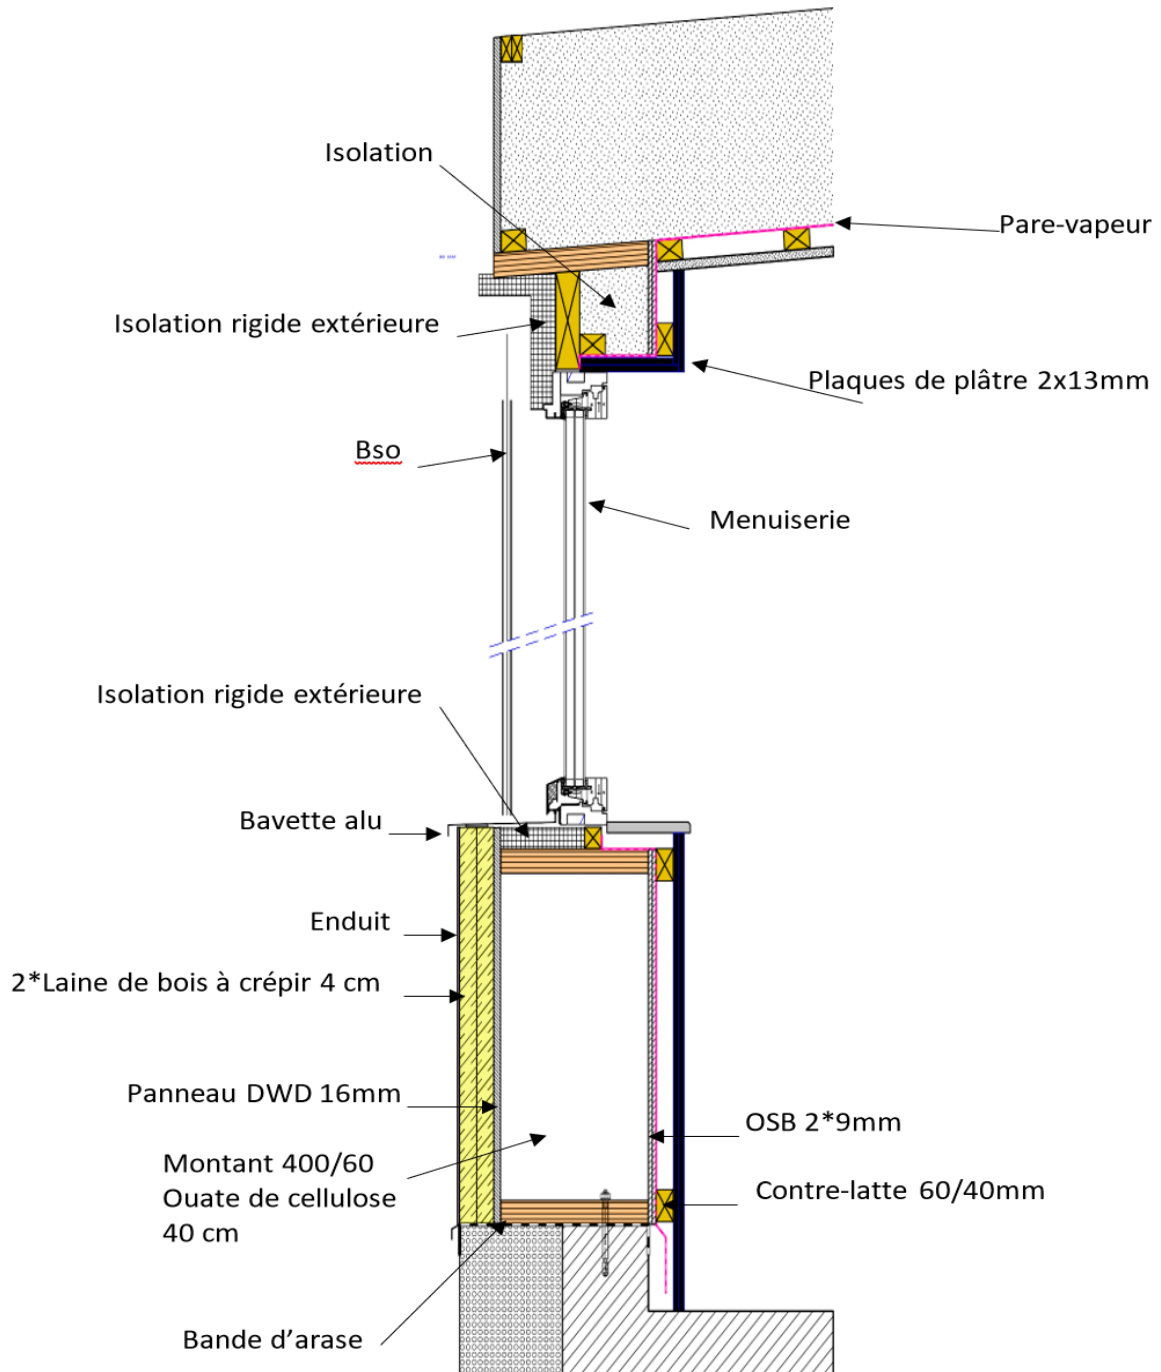 Isolation
Pare-vapeur
Isolation rigide extérieure
Plaques de plâtre 2x13mm
Bso
Menuiserie
Isolation rigide extérieure
Bavette alu
Enduit
2*Laine de bois à crépir 4 cm
Panneau DWD 16mm
OSB 2*9mm
Montant 400/60
Ouate de cellulose
40 cm
Contre-latte 60/40mm
Bande d’arase